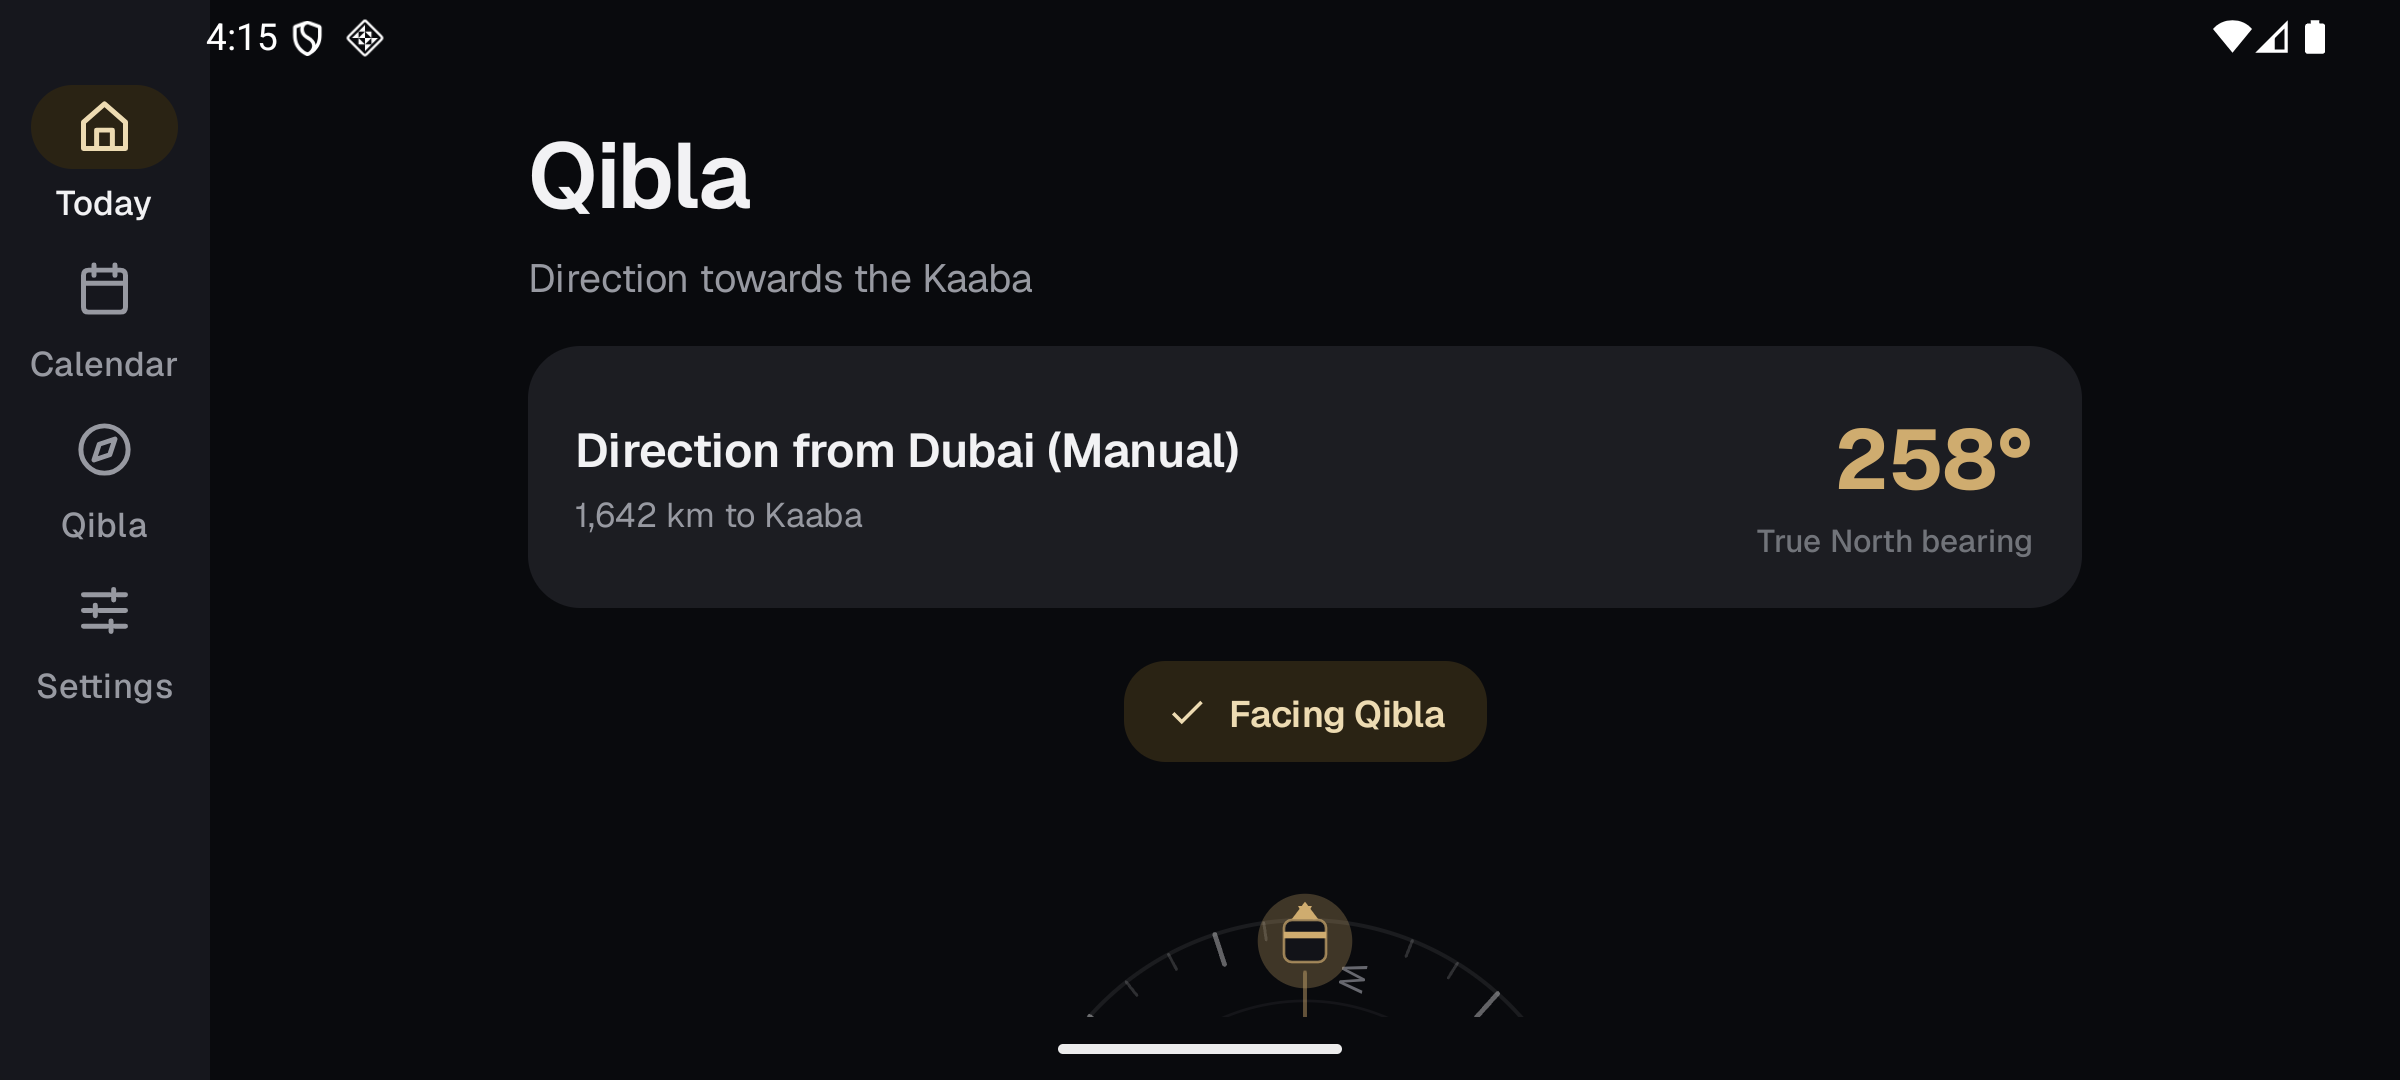 4:15
Today
Calendar
Qibla
Settings
Qibla
Direction towards the Kaaba
Direction from Dubai (Manual)
1,642 km to Kaaba
258°
True North bearing
Facing Qibla
W